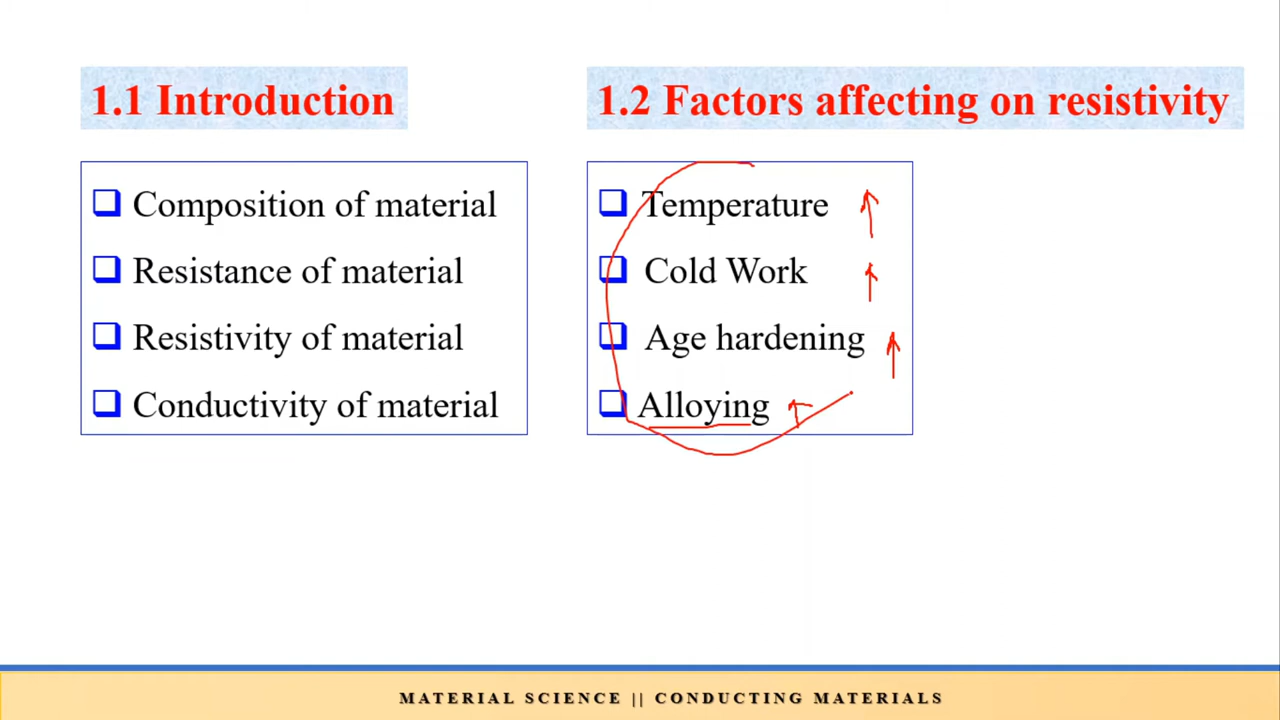 1.1 Introduction
Composition of material
Resistance of material
Resistivity of material
Conductivity of material
1.2 Factors affecting on resistivity
Temperature
Cold Work
Age hardening
Alloying
MATERIAL SCIENCE || CONDUCTING MATERIALS